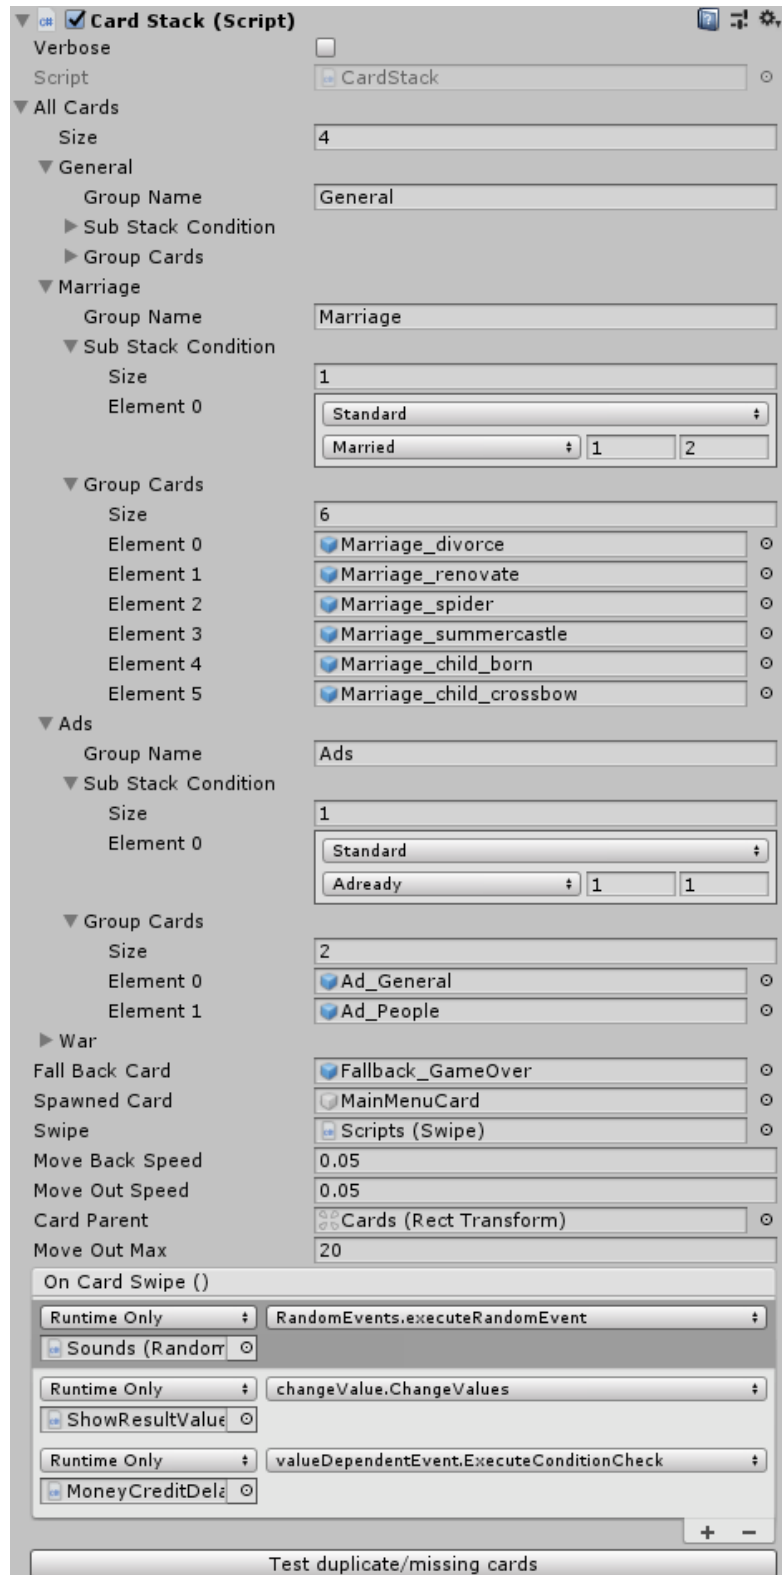 Card Stack (Script)
Verbose
Script CardStack
All Cards
Size 4
General
Group Name General
Sub Stack Condition
Group Cards
Marriage
Group Name Marriage
Sub Stack Condition
Size 1
Element 0 Standard
Married 1 2
Group Cards
Size 6
Element 0 Marriage_divorce
Element 1 Marriage_renovate
Element 2 Marriage_spider
Element 3 Marriage_summercastle
Element 4 Marriage_child_born
Element 5 Marriage_child_crossbow
Ads
Group Name Ads
Sub Stack Condition
Size 1
Element 0 Standard
Adready 1 1
Group Cards
Size 2
Element 0 Ad_General
Element 1 Ad_People
War
Fall Back Card Fallback_GameOver
Spawned Card MainMenuCard
Swipe Scripts (Swipe)
Move Back Speed 0.05
Move Out Speed 0.05
Card Parent Cards (Rect Transform)
Move Out Max 20
On Card Swipe ()
Runtime Only RandomEvents.executeRandomEvent
Sounds (Random
Runtime Only changeValue.ChangeValues
ShowResultValue
Runtime Only valueDependentEvent.ExecuteConditionCheck
MoneyCreditDela
+ −
Test duplicate/missing cards